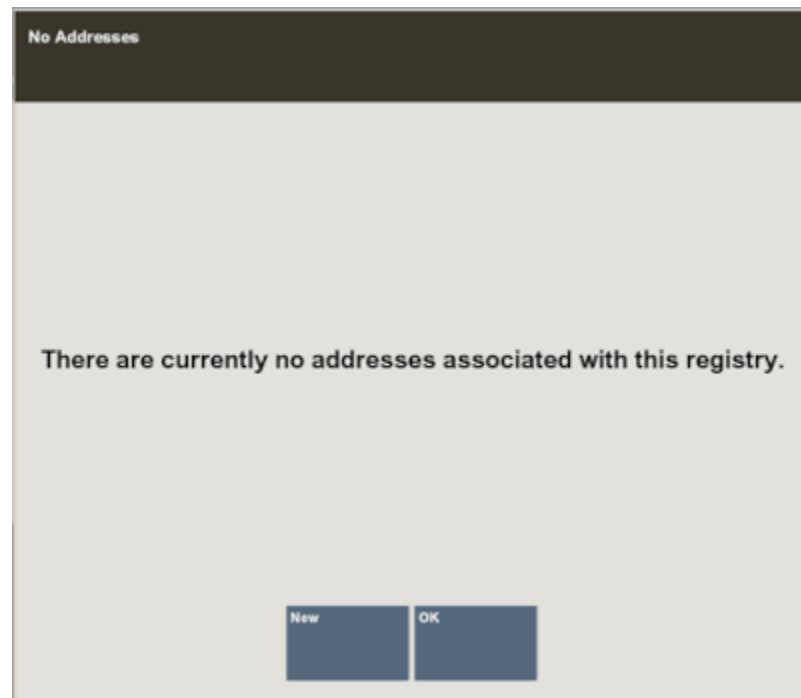 No Addresses
There are currently no addresses associated with this registry.
New
OK